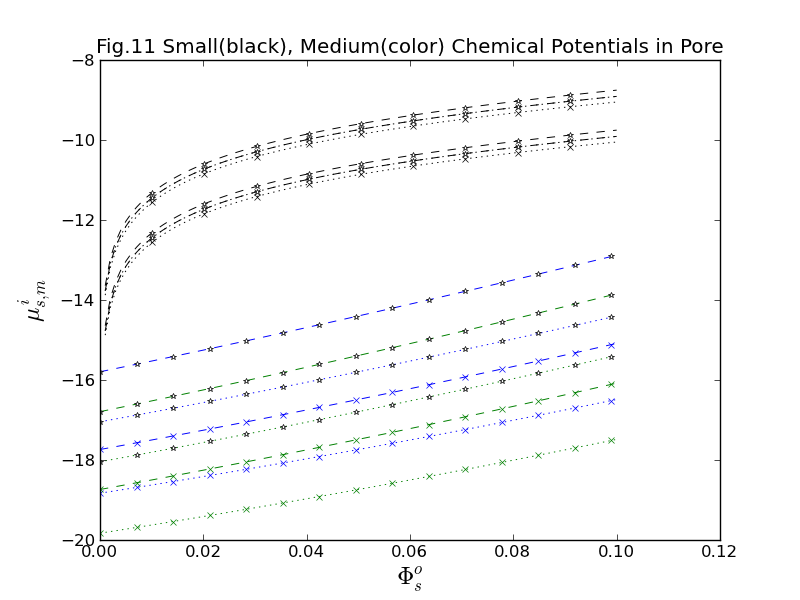 Fig.11 Small(black), Medium(color) Chemical Potentials in Pore
−8
−10
−12
−14
−16
−18
−20
μ^i_{s,m}
0.00 0.02 0.04 0.06 0.08 0.10 0.12
Φ^o_s